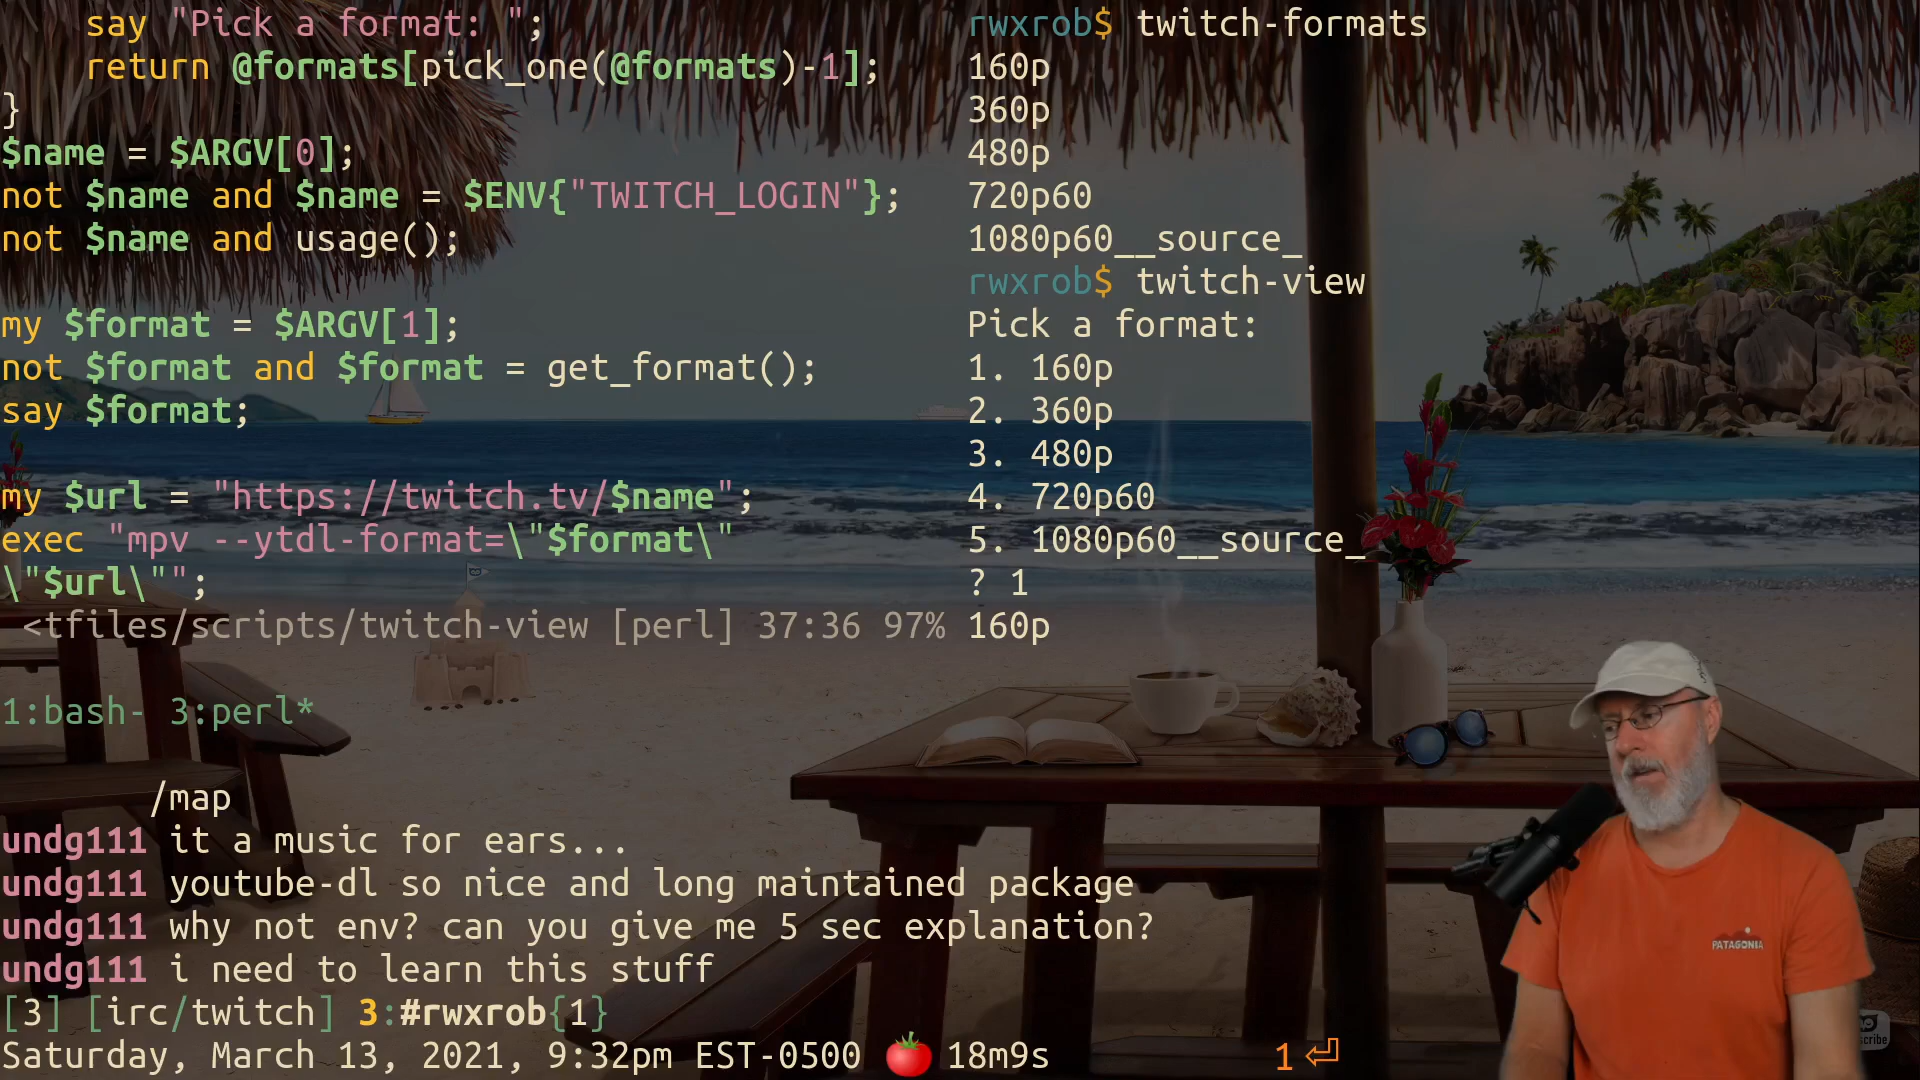 say "Pick a format: ";
    return @formats[pick_one(@formats)-1];
}
$name = $ARGV[0];
not $name and $name = $ENV{"TWITCH_LOGIN"};
not $name and usage();
my $format = $ARGV[1];
not $format and $format = get_format();
say $format;
my $url = "https://twitch.tv/$name";
exec "mpv --ytdl-format=\"$format\"
\"$url\"";
<tfiles/scripts/twitch-view [perl] 37:36 97%
rwxrob$ twitch-formats
160p
360p
480p
720p60
1080p60__source_
rwxrob$ twitch-view
Pick a format:
1. 160p
2. 360p
3. 480p
4. 720p60
5. 1080p60__source_
? 1
160p
1:bash- 3:perl*
/map
undg111 it a music for ears...
undg111 youtube-dl so nice and long maintained package
undg111 why not env? can you give me 5 sec explanation?
undg111 i need to learn this stuff
[3] [irc/twitch] 3:#rwxrob{1}
Saturday, March 13, 2021, 9:32pm EST-0500 🍅 18m9s
1 ⏎
PATAGONIA